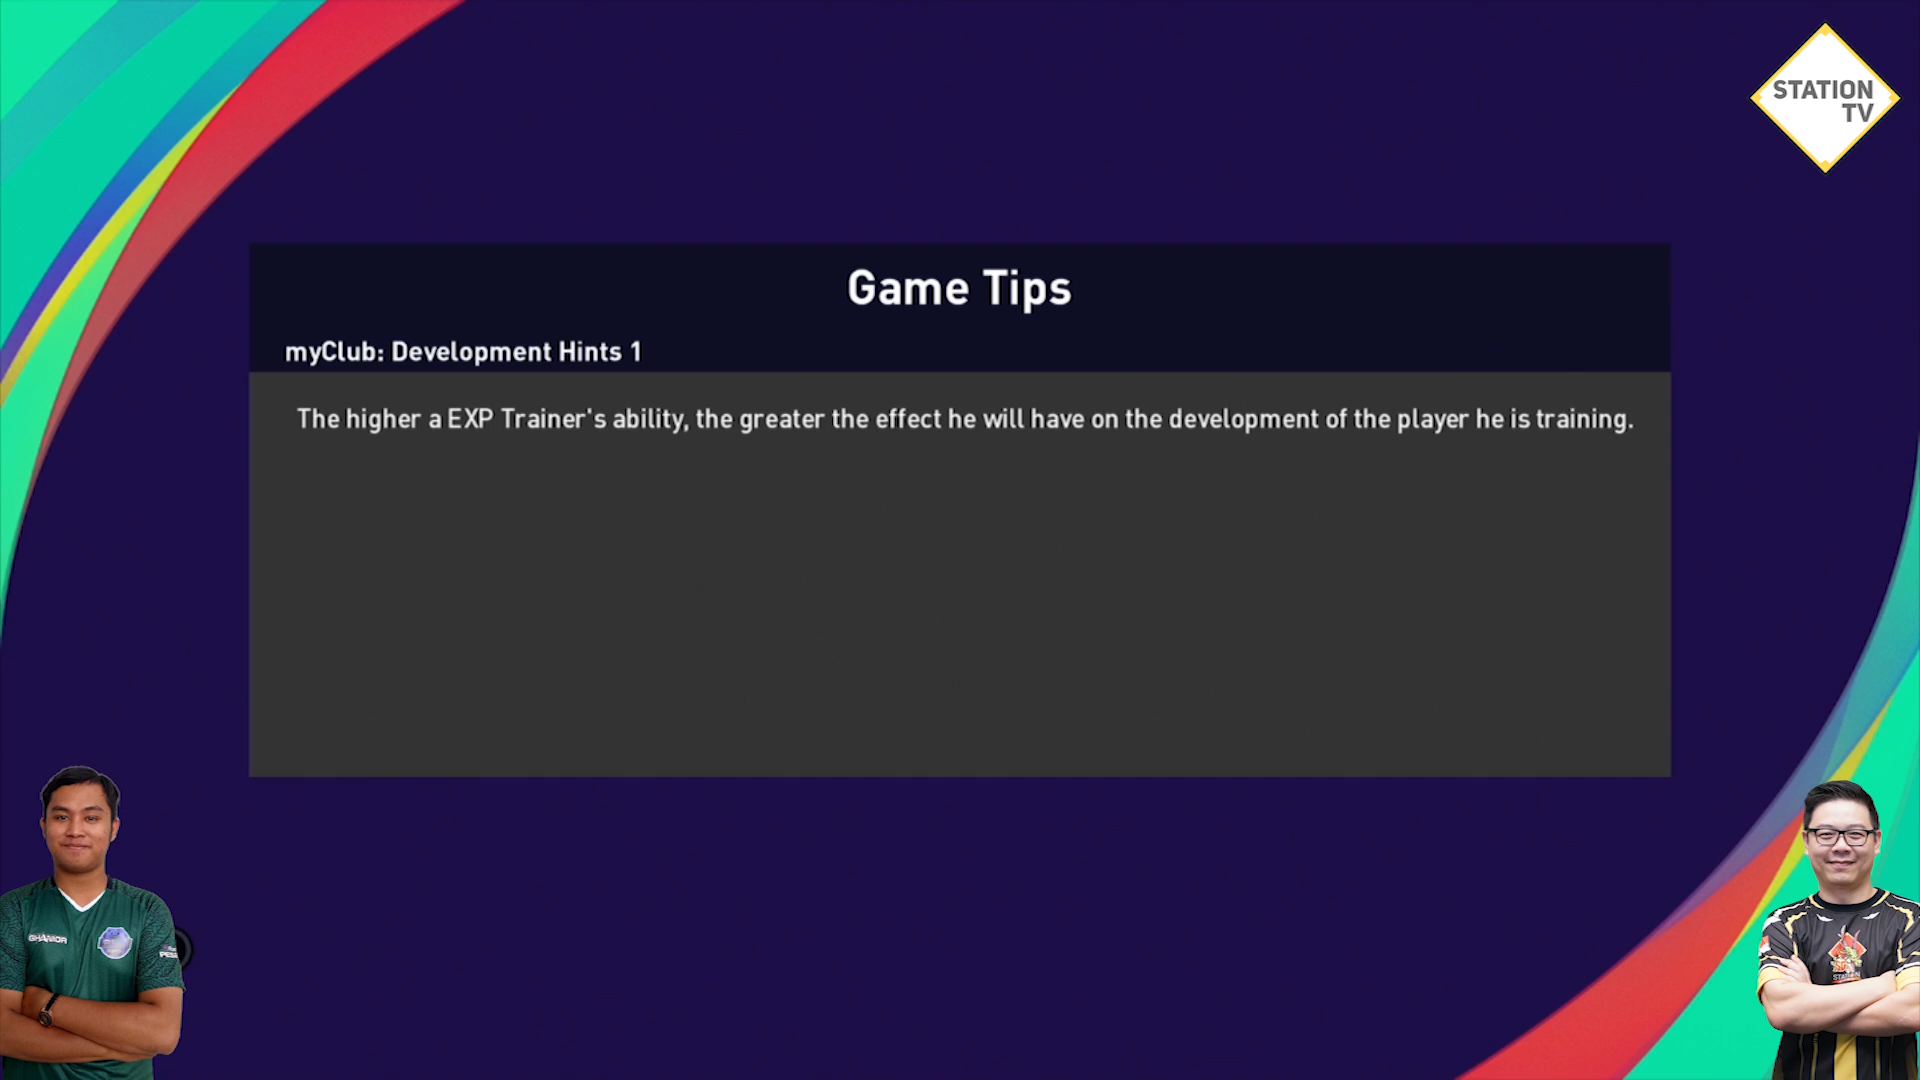 STATION
TV
Game Tips
myClub: Development Hints 1
The higher a EXP Trainer's ability, the greater the effect he will have on the development of the player he is training.
GHAMOR